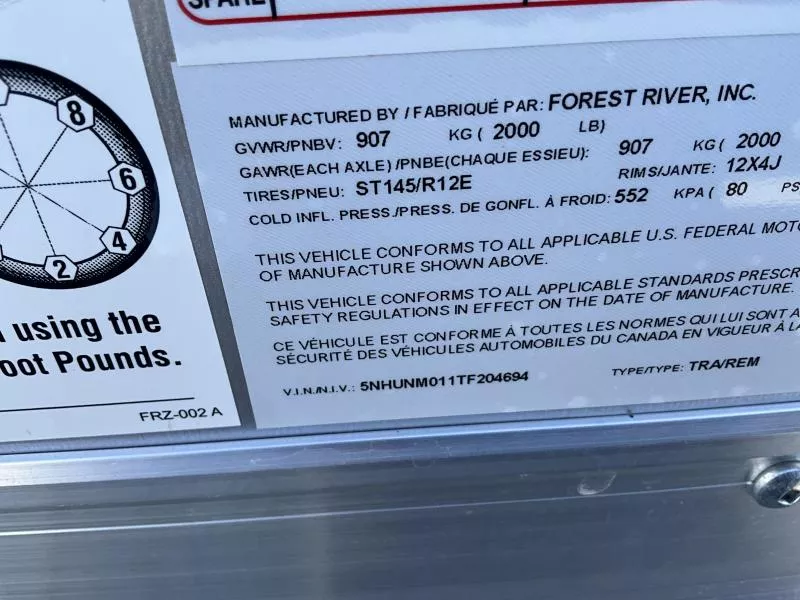 SPARE
8
6
4
2
using the
oot Pounds.
FRZ-002 A
MANUFACTURED BY / FABRIQUÉ PAR: FOREST RIVER, INC.
GVWR/PNBV: 907 KG ( 2000 LB)
GAWR(EACH AXLE) /PNBE(CHAQUE ESSIEU): 907 KG ( 2000
TIRES/PNEU: ST145/R12E RIMS/JANTE: 12X4J
COLD INFL. PRESS./PRESS. DE GONFL. À FROID: 552 KPA ( 80 PS
THIS VEHICLE CONFORMS TO ALL APPLICABLE U.S. FEDERAL MOTO
OF MANUFACTURE SHOWN ABOVE.
THIS VEHICLE CONFORMS TO ALL APPLICABLE STANDARDS PRESCR
SAFETY REGULATIONS IN EFFECT ON THE DATE OF MANUFACTURE.
CE VÉHICULE EST CONFORME À TOUTES LES NORMES QUI LUI SONT A
SÉCURITÉ DES VÉHICULES AUTOMOBILES DU CANADA EN VIGUEUR À LA
V.I.N./N.I.V.: 5NHUNM011TF204694 TYPE/TYPE: TRA/REM